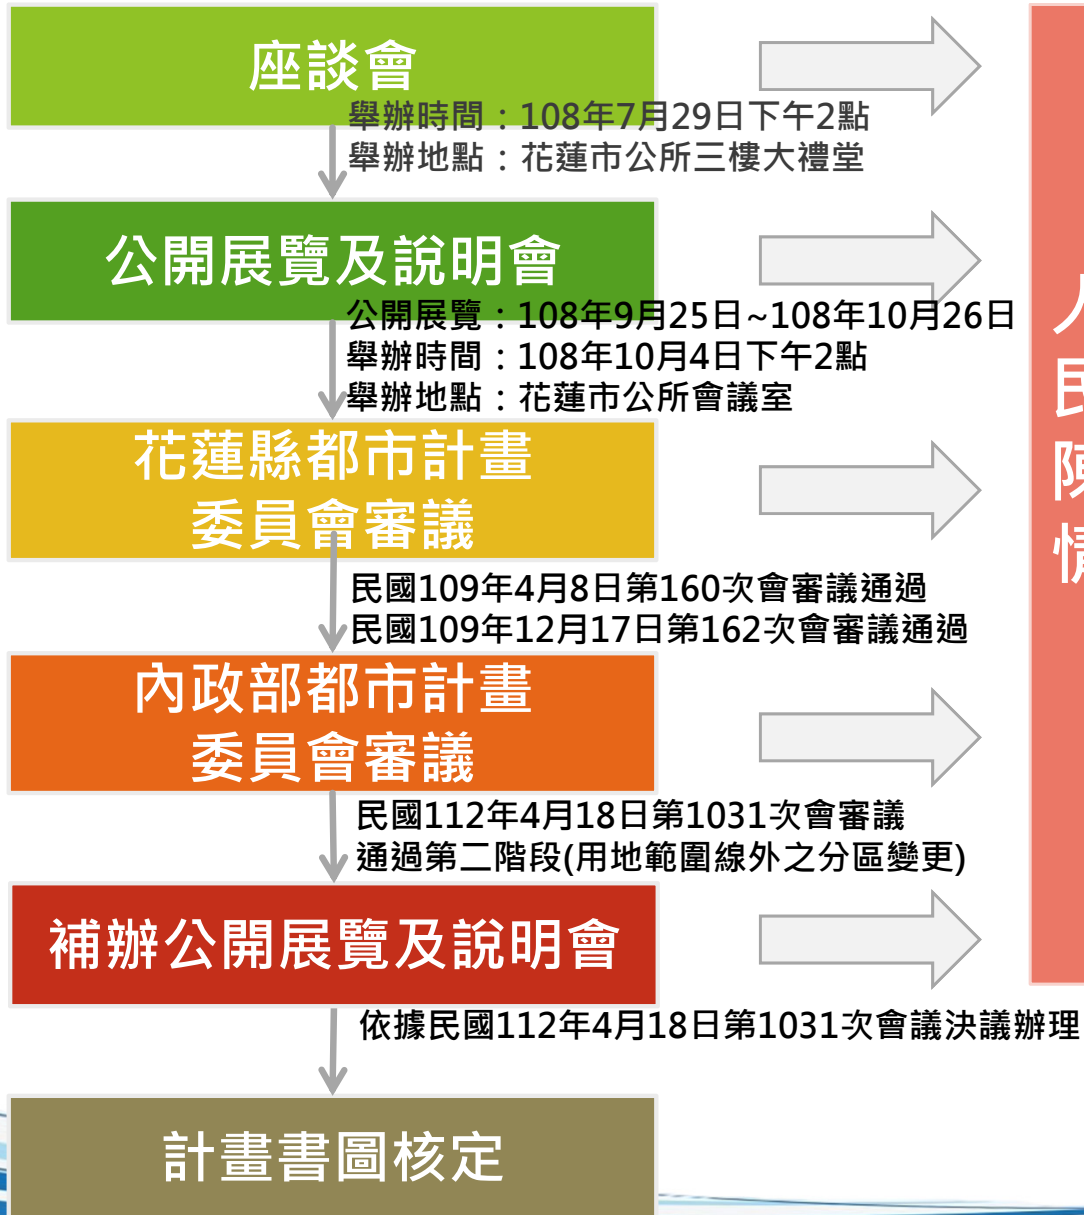 座談會
舉辦時間：108年7月29日下午2點
舉辦地點：花蓮市公所三樓大禮堂
公開展覽及說明會
公開展覽：108年9月25日~108年10月26日
舉辦時間：108年10月4日下午2點
舉辦地點：花蓮市公所會議室
花蓮縣都市計畫
委員會審議
民國109年4月8日第160次會審議通過
民國109年12月17日第162次會審議通過
內政部都市計畫
委員會審議
民國112年4月18日第1031次會審議
通過第二階段(用地範圍線外之分區變更)
補辦公開展覽及說明會
依據民國112年4月18日第1031次會議決議辦理
計畫書圖核定
人
民
陳
情